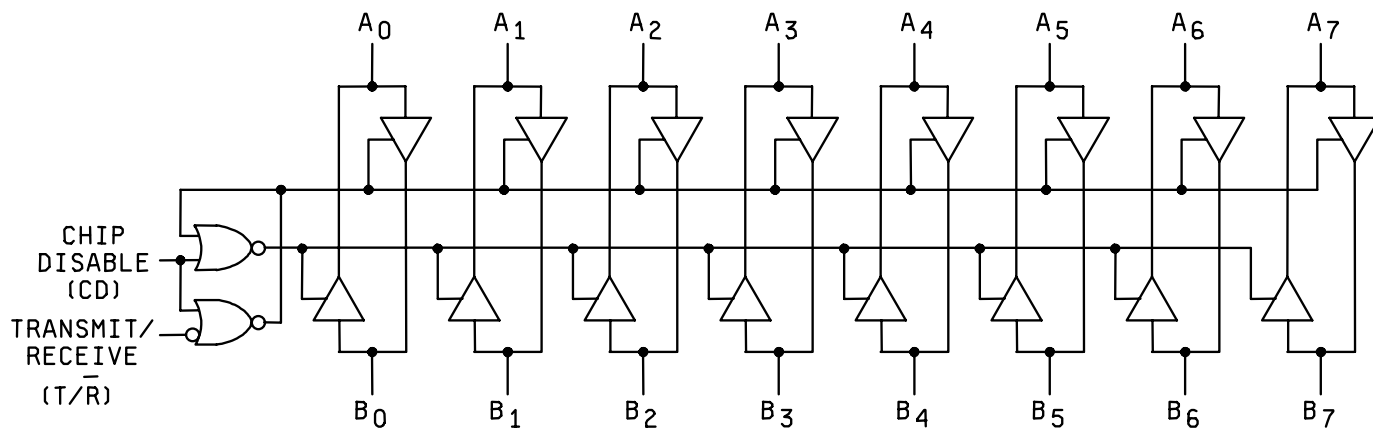 A0 A1 A2 A3 A4 A5 A6 A7
CHIP
DISABLE
(CD)
TRANSMIT/
RECEIVE
(T/R̅)
B0 B1 B2 B3 B4 B5 B6 B7